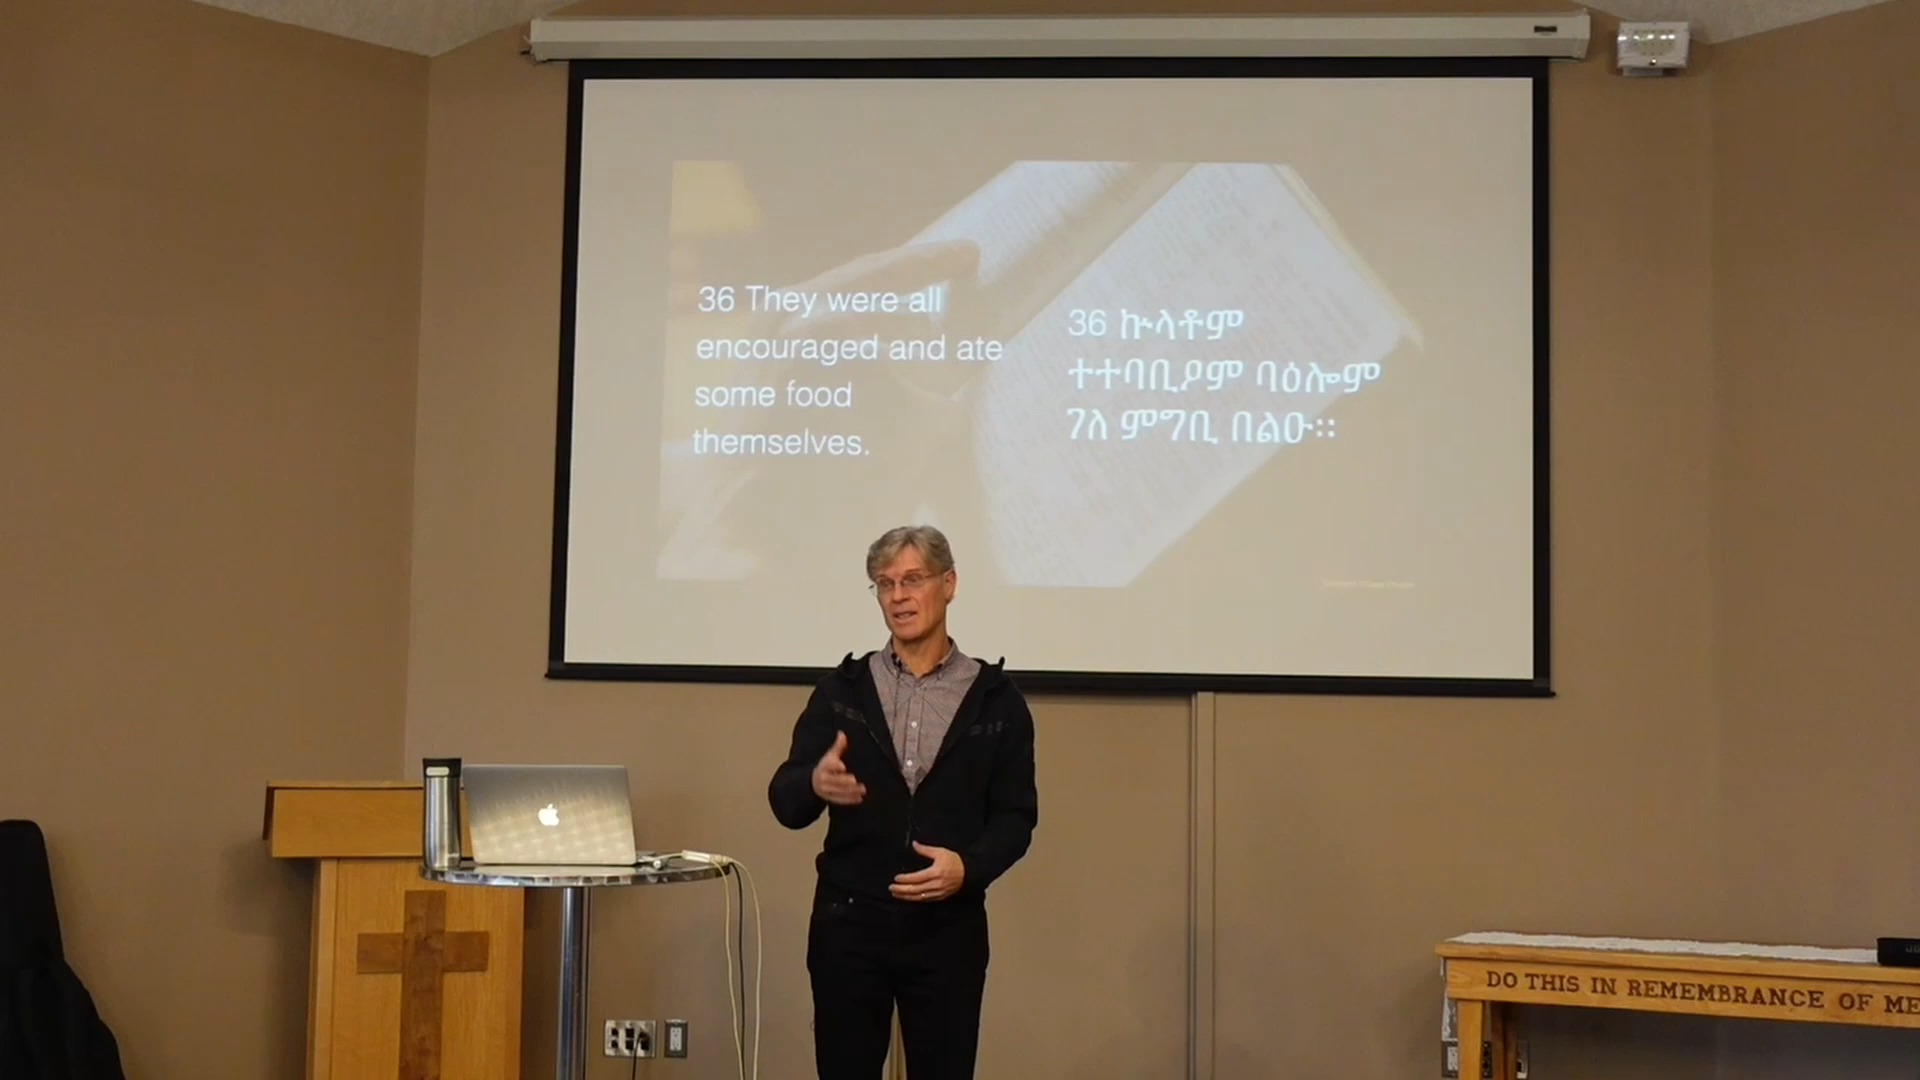 36 They were all
encouraged and ate
some food
themselves.
36 ኵላቶም
ተተባቢዖም ባዕሎም
ገለ ምግቢ በልዑ።
DO THIS IN REMEMBRANCE OF ME